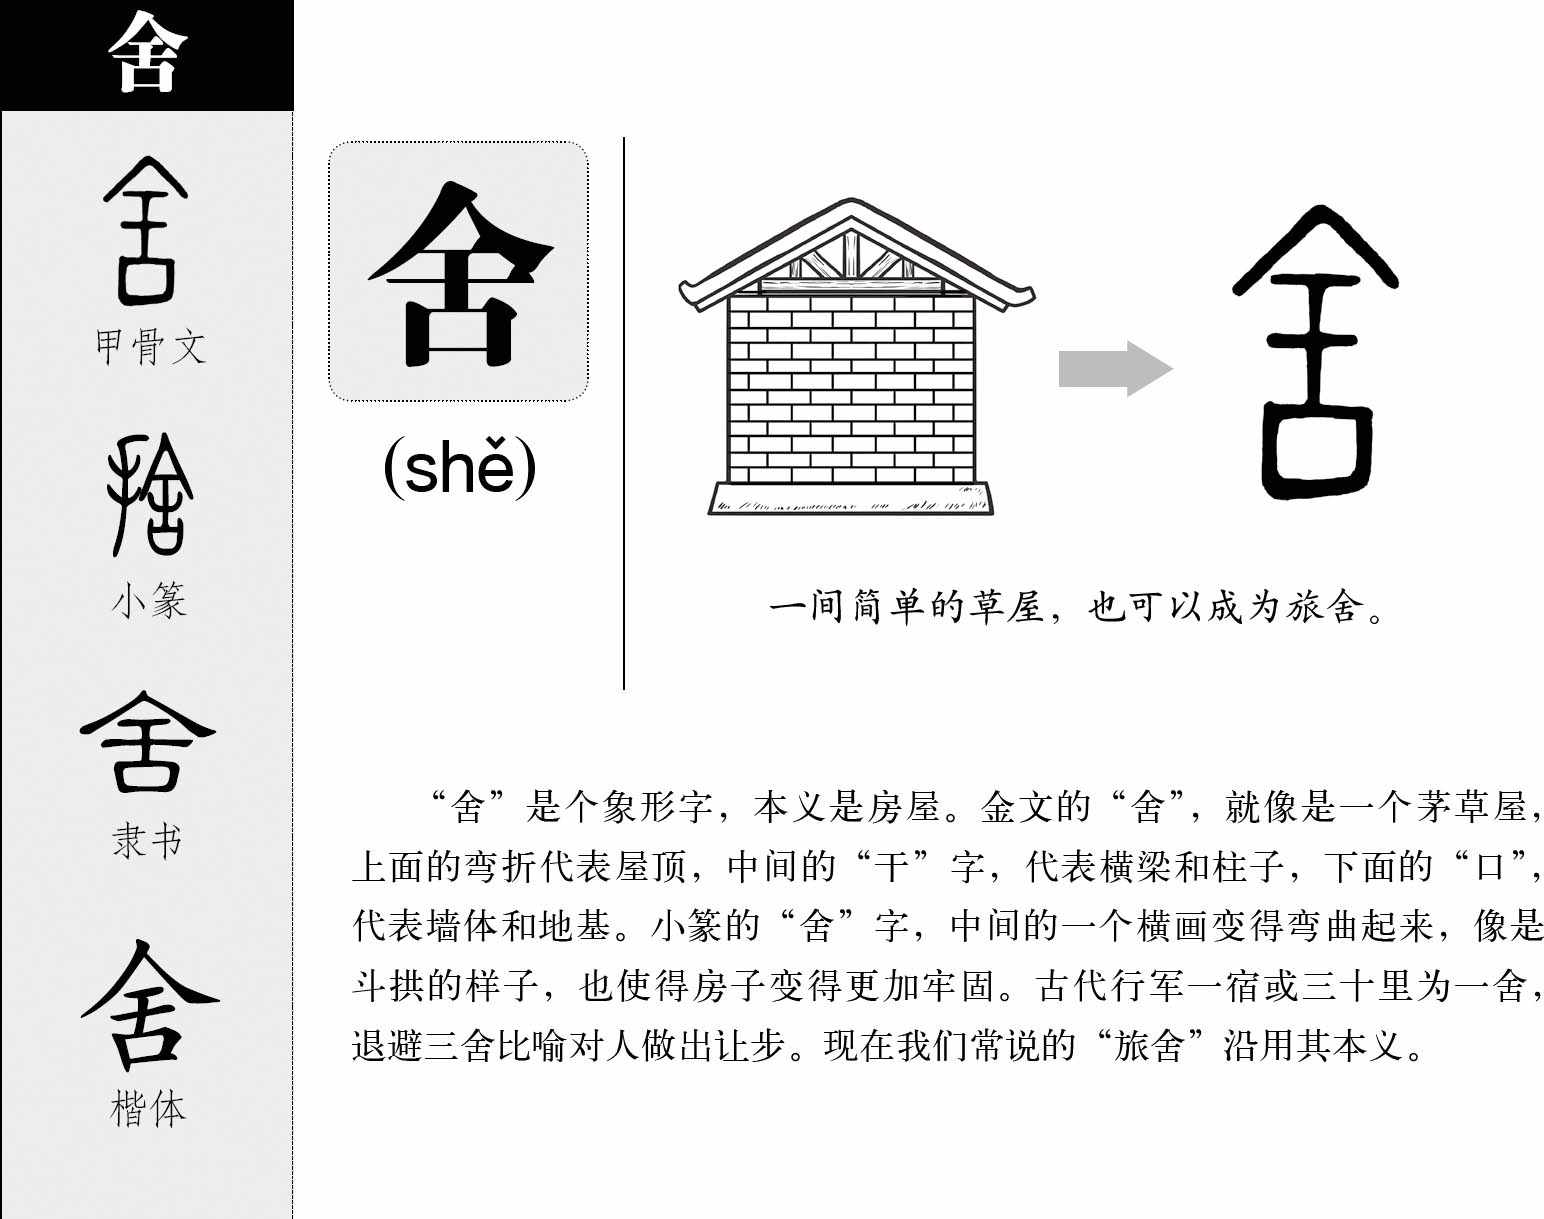 舍
甲骨文
小篆
隶书
楷体
舍
(shě)
一间简单的草屋，也可以成为旅舍。
“舍”是个象形字，本义是房屋。金文的“舍”，就像是一个茅草屋，
上面的弯折代表屋顶，中间的“干”字，代表横梁和柱子，下面的“口”，
代表墙体和地基。小篆的“舍”字，中间的一个横画变得弯曲起来，像是
斗拱的样子，也使得房子变得更加牢固。古代行军一宿或三十里为一舍，
退避三舍比喻对人做出让步。现在我们常说的“旅舍”沿用其本义。